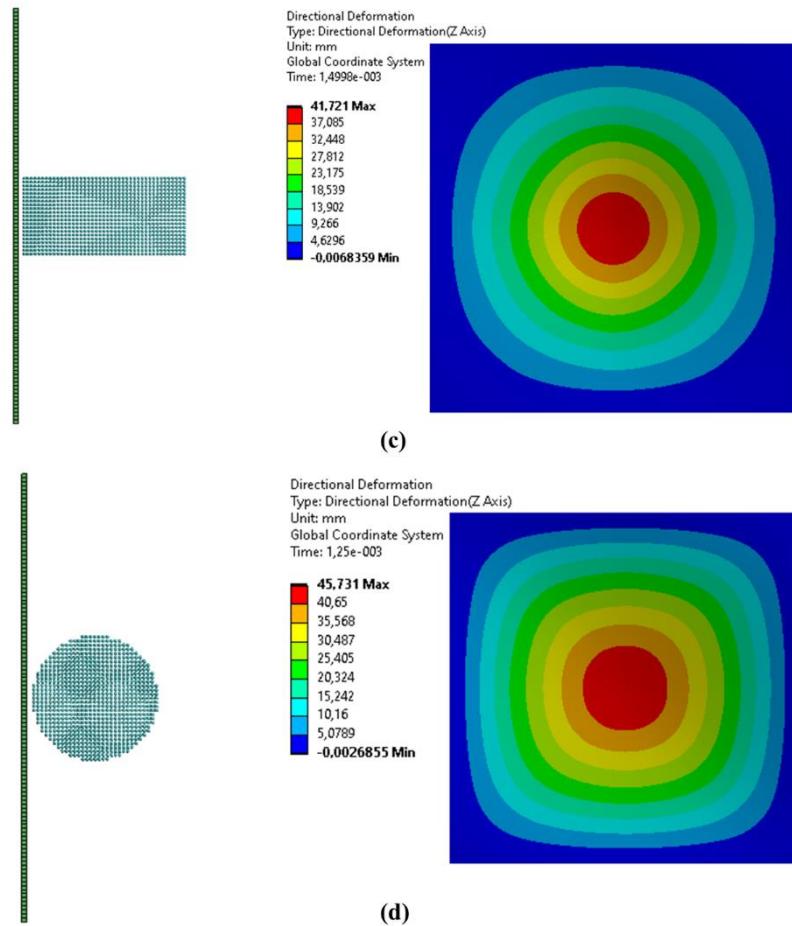 Directional Deformation
Type: Directional Deformation(Z Axis)
Unit: mm
Global Coordinate System
Time: 1,4998e-003
41,721 Max
37,085
32,448
27,812
23,175
18,539
13,902
9,266
4,6296
-0,0068359 Min
(c)
Directional Deformation
Type: Directional Deformation(Z Axis)
Unit: mm
Global Coordinate System
Time: 1,25e-003
45,731 Max
40,65
35,568
30,487
25,405
20,324
15,242
10,16
5,0789
-0,0026855 Min
(d)